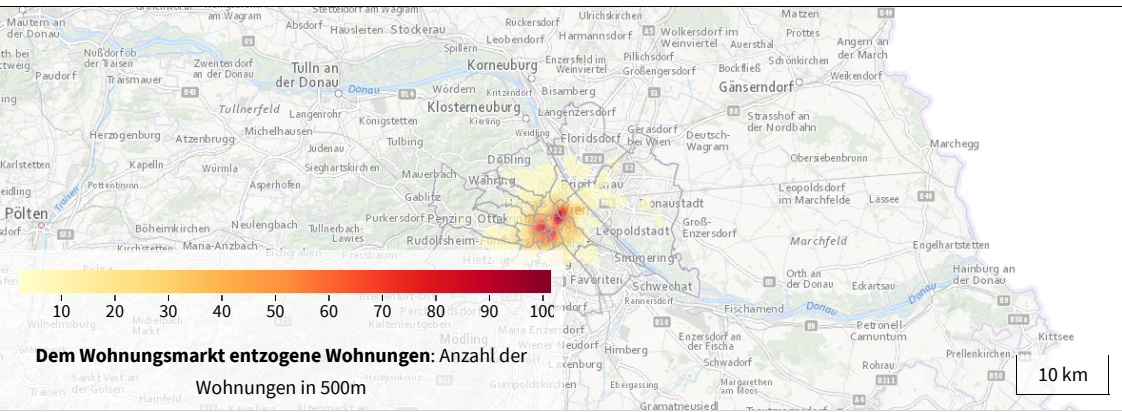 Mautern an
der Donau
am Wagram
Stetteldorf am Wagram
Absdorf
Hausleiten
Stockerau
Rückersdorf
Ulrichskirchen
Matzen
Leobendorf
Harmannsdorf
Wolkersdorf im
Weinviertel
Auersthal
Prottes
Angern an
der March
Spillern
Nußdorf ob
der Traisen
Zwentendorf
an der Donau
Tulln an
der Donau
Korneuburg
Enzersfeld im
Weinviertel
Pillichsdorf
Großengersdorf
Bockfließ
Schönkirchen
Weikendorf
Paudorf
Traismauer
Donau
Wördern
Kritzendorf
Bisamberg
Gänserndorf
Tullnerfeld
Langenrohr
Klosterneuburg
Langenzersdorf
Strasshof an
der Nordbahn
Herzogenburg
Atzenbrugg
Michelhausen
Königstetten
Kierling
Weidling
Floridsdorf
Gerasdorf
bei Wien
Deutsch-
Wagram
Marchegg
Judenau
Tulbing
Karlstetten
Kapelln
Würmla
Sieghartskirchen
Mauerbach
Döbling
Obersiebenbrunn
Pottenbrunn
Asperhofen
Gablitz
Währing
Donaustadt
Leopoldsdorf
im Marchfelde
Lassee
Traisen
Pölten
Böheimkirchen
Neulengbach
Tullnerbach-
Lawies
Purkersdorf
Penzing
Leopoldstadt
Groß-
Enzersdorf
Marchfeld
Engelhartstetten
Kirchstetten
Maria-Anzbach
Rudolfsheim-
Eichgraben
Pressbaum
Hietzing
Simmering
Favoriten
Schwechat
Rannersdorf
Orth an
der Donau
Eckartsau
Donau
Hainburg an
der Donau
10 20 30 40 50 60 70 80 90 100
Fischamend
Donau
Petronell-
Carnuntum
Kittsee
Wilhelmsburg
Kaltenleutgeben
Mödling
Maria Enzersdorf
Wiener Neudorf
Himberg
Enzersdorf an
der Fischa
Schwadorf
Prellenkirchen
Rohrau
Dem Wohnungsmarkt entzogene Wohnungen: Anzahl der
Wohnungen in 500m
Laxenburg
Gumpoldskirchen
Ebergassing
Margarethen
am Moos
10 km
Hainfeld
Gramatneusiedl